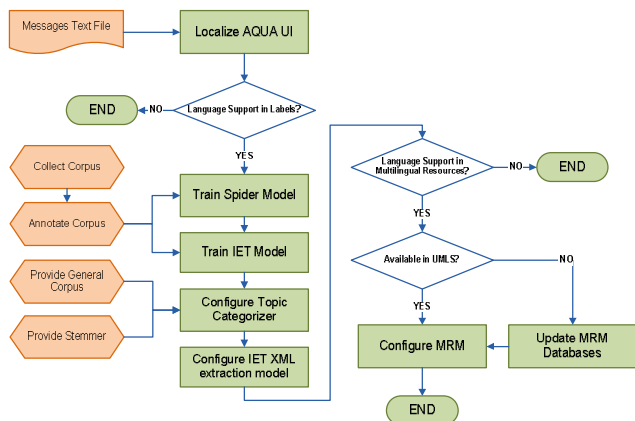 Messages Text File
Localize AQUA UI
END
NO
Language Support in Labels?
YES
Collect Corpus
Annotate Corpus
Train Spider Model
Train IET Model
Provide General
Corpus
Provide Stemmer
Configure Topic
Categorizer
Configure IET XML
extraction model
Language Support in
Multilingual Resources?
NO
END
YES
Available in UMLS?
NO
YES
Configure MRM
Update MRM
Databases
END